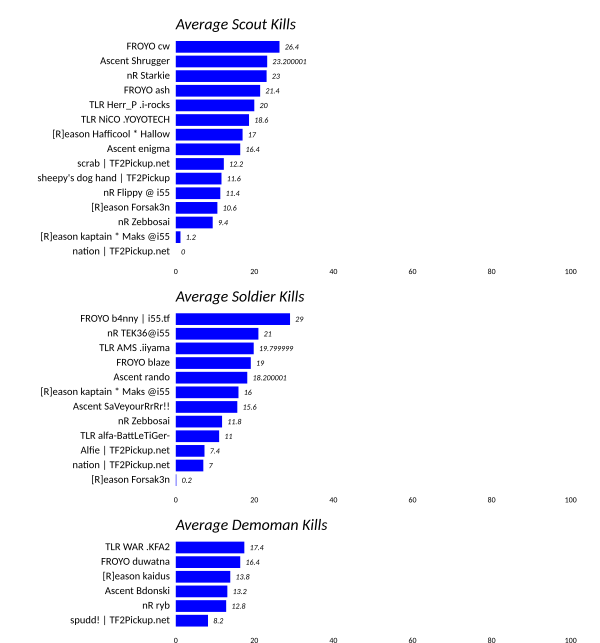 Average Scout Kills
FROYO cw 26.4
Ascent Shrugger 23.200001
nR Starkie 23
FROYO ash 21.4
TLR Herr_P .i-rocks 20
TLR NiCO .YOYOTECH 18.6
[R]eason Hafficool * Hallow 17
Ascent enigma 16.4
scrab | TF2Pickup.net 12.2
sheepy's dog hand | TF2Pickup 11.6
nR Flippy @ i55 11.4
[R]eason Forsak3n 10.6
nR Zebbosai 9.4
[R]eason kaptain * Maks @i55 1.2
nation | TF2Pickup.net 0
0 20 40 60 80 100
Average Soldier Kills
FROYO b4nny | i55.tf 29
nR TEK36@i55 21
TLR AMS .iiyama 19.799999
FROYO blaze 19
Ascent rando 18.200001
[R]eason kaptain * Maks @i55 16
Ascent SaVeyourRrRr!! 15.6
nR Zebbosai 11.8
TLR alfa-BattLeTiGer- 11
Alfie | TF2Pickup.net 7.4
nation | TF2Pickup.net 7
[R]eason Forsak3n 0.2
0 20 40 60 80 100
Average Demoman Kills
TLR WAR .KFA2 17.4
FROYO duwatna 16.4
[R]eason kaidus 13.8
Ascent Bdonski 13.2
nR ryb 12.8
spudd! | TF2Pickup.net 8.2
0 20 40 60 80 100